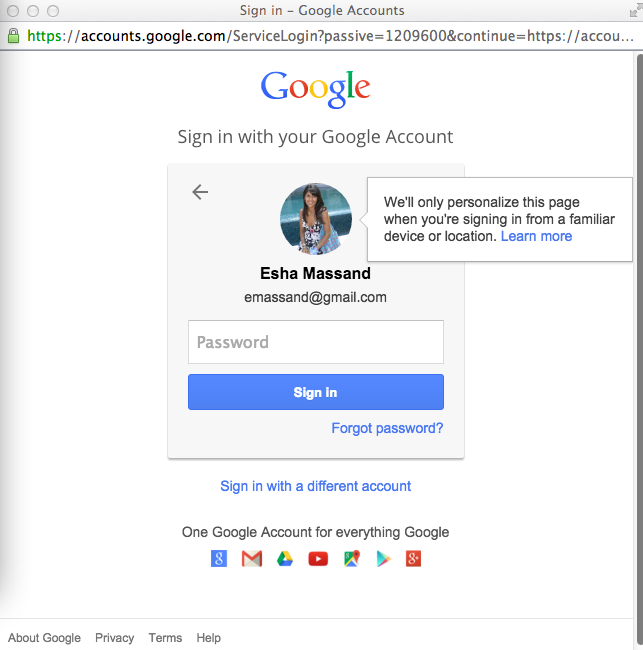 Sign in – Google Accounts
https://accounts.google.com/ServiceLogin?passive=1209600&continue=https://accou...
Google
Sign in with your Google Account
We'll only personalize this page
when you're signing in from a familiar
device or location. Learn more
Esha Massand
emassand@gmail.com
Password
Sign in
Forgot password?
Sign in with a different account
One Google Account for everything Google
8
g+
About Google Privacy Terms Help